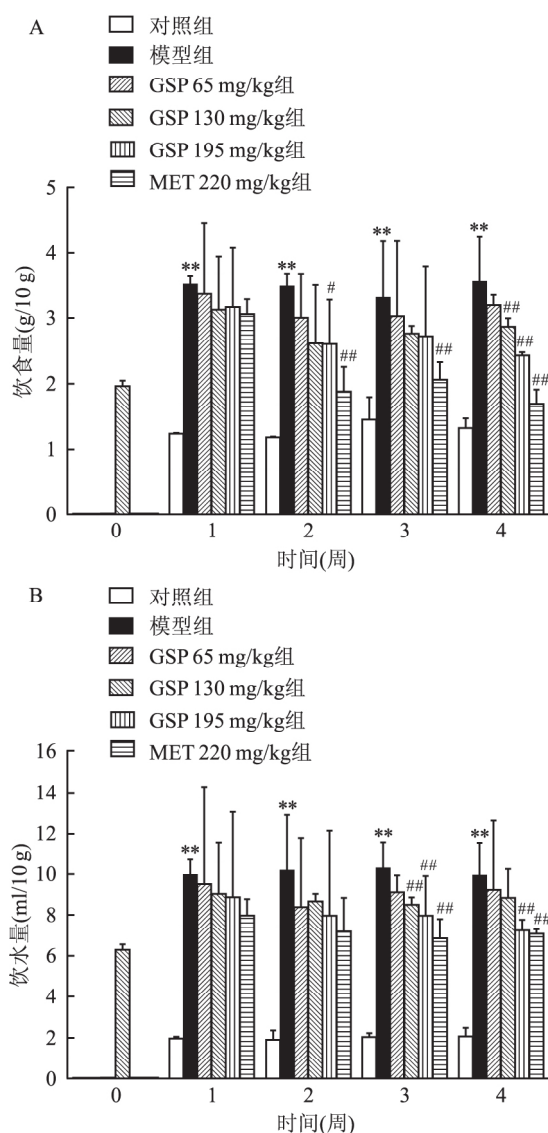 A
对照组
模型组
GSP 65 mg/kg组
GSP 130 mg/kg组
GSP 195 mg/kg组
MET 220 mg/kg组
饮食量(g/10 g)
5
4
3
2
1
0
** ** ** **
# ## ## ## ## ##
0 1 2 3 4
时间(周)
B
对照组
模型组
GSP 65 mg/kg组
GSP 130 mg/kg组
GSP 195 mg/kg组
MET 220 mg/kg组
饮水量(ml/10 g)
16
14
12
10
8
6
4
2
0
** ** ** **
## ## ## ## ##
0 1 2 3 4
时间(周)